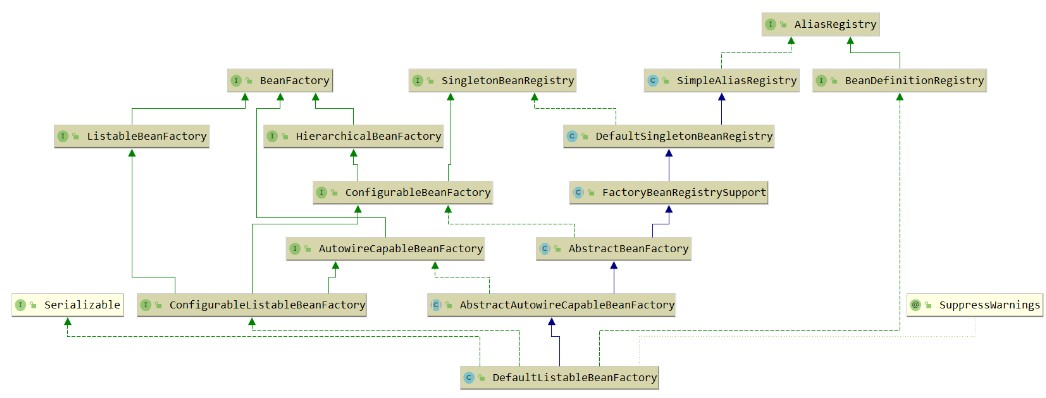 I AliasRegistry
I BeanFactory
I SingletonBeanRegistry
C SimpleAliasRegistry
I BeanDefinitionRegistry
I ListableBeanFactory
I HierarchicalBeanFactory
C DefaultSingletonBeanRegistry
I ConfigurableBeanFactory
C FactoryBeanRegistrySupport
I AutowireCapableBeanFactory
C AbstractBeanFactory
I Serializable
I ConfigurableListableBeanFactory
C AbstractAutowireCapableBeanFactory
@ SuppressWarnings
C DefaultListableBeanFactory